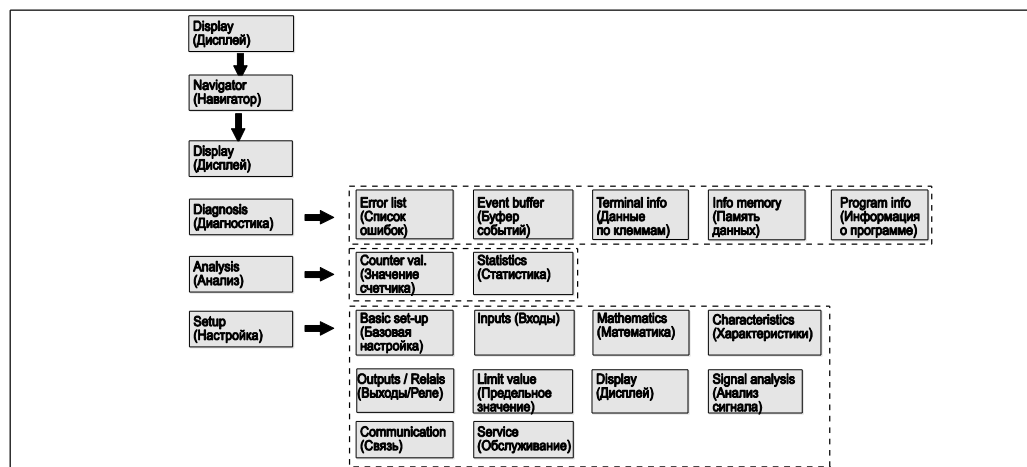 Display
(Дисплей)
Navigator
(Навигатор)
Display
(Дисплей)
Diagnosis
(Диагностика)
Error list
(Список
ошибок)
Event buffer
(Буфер
событий)
Terminal info
(Данные
по клеммам)
Info memory
(Память
данных)
Program info
(Информация
о программе)
Analysis
(Анализ)
Counter val.
(Значение
счетчика)
Statistics
(Статистика)
Setup
(Настройка)
Basic set-up
(Базовая
настройка)
Inputs (Входы)
Mathematics
(Математика)
Characteristics
(Характеристики)
Outputs / Relais
(Выходы/Реле)
Limit value
(Предельное
значение)
Display
(Дисплей)
Signal analysis
(Анализ
сигнала)
Communication
(Связь)
Service
(Обслуживание)